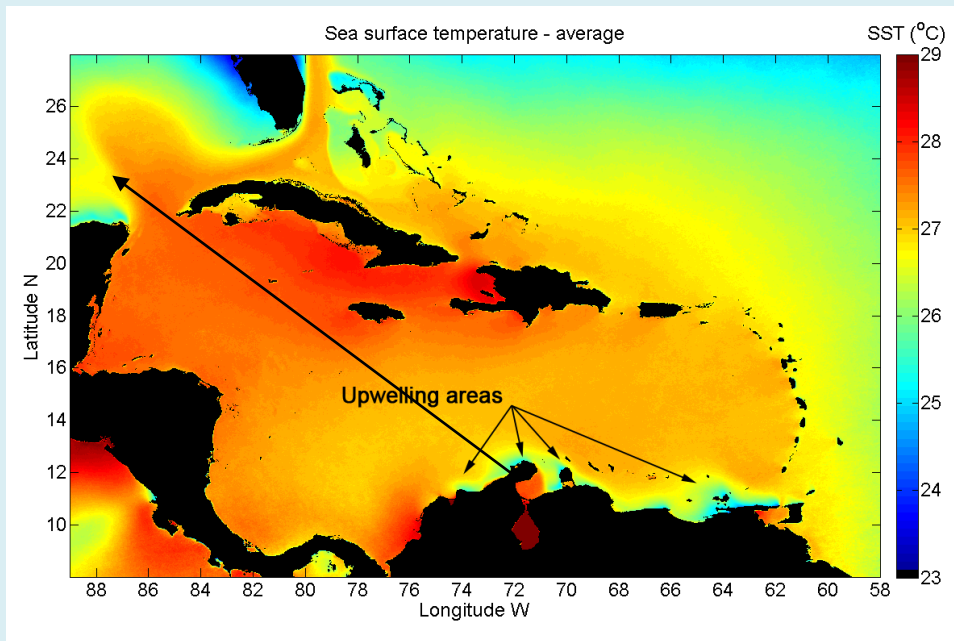 Sea surface temperature - average
SST (°C)
29
28
27
26
25
24
23
26
24
22
20
18
16
14
12
10
Latitude N
Upwelling areas
88 86 84 82 80 78 76 74 72 70 68 66 64 62 60 58
Longitude W